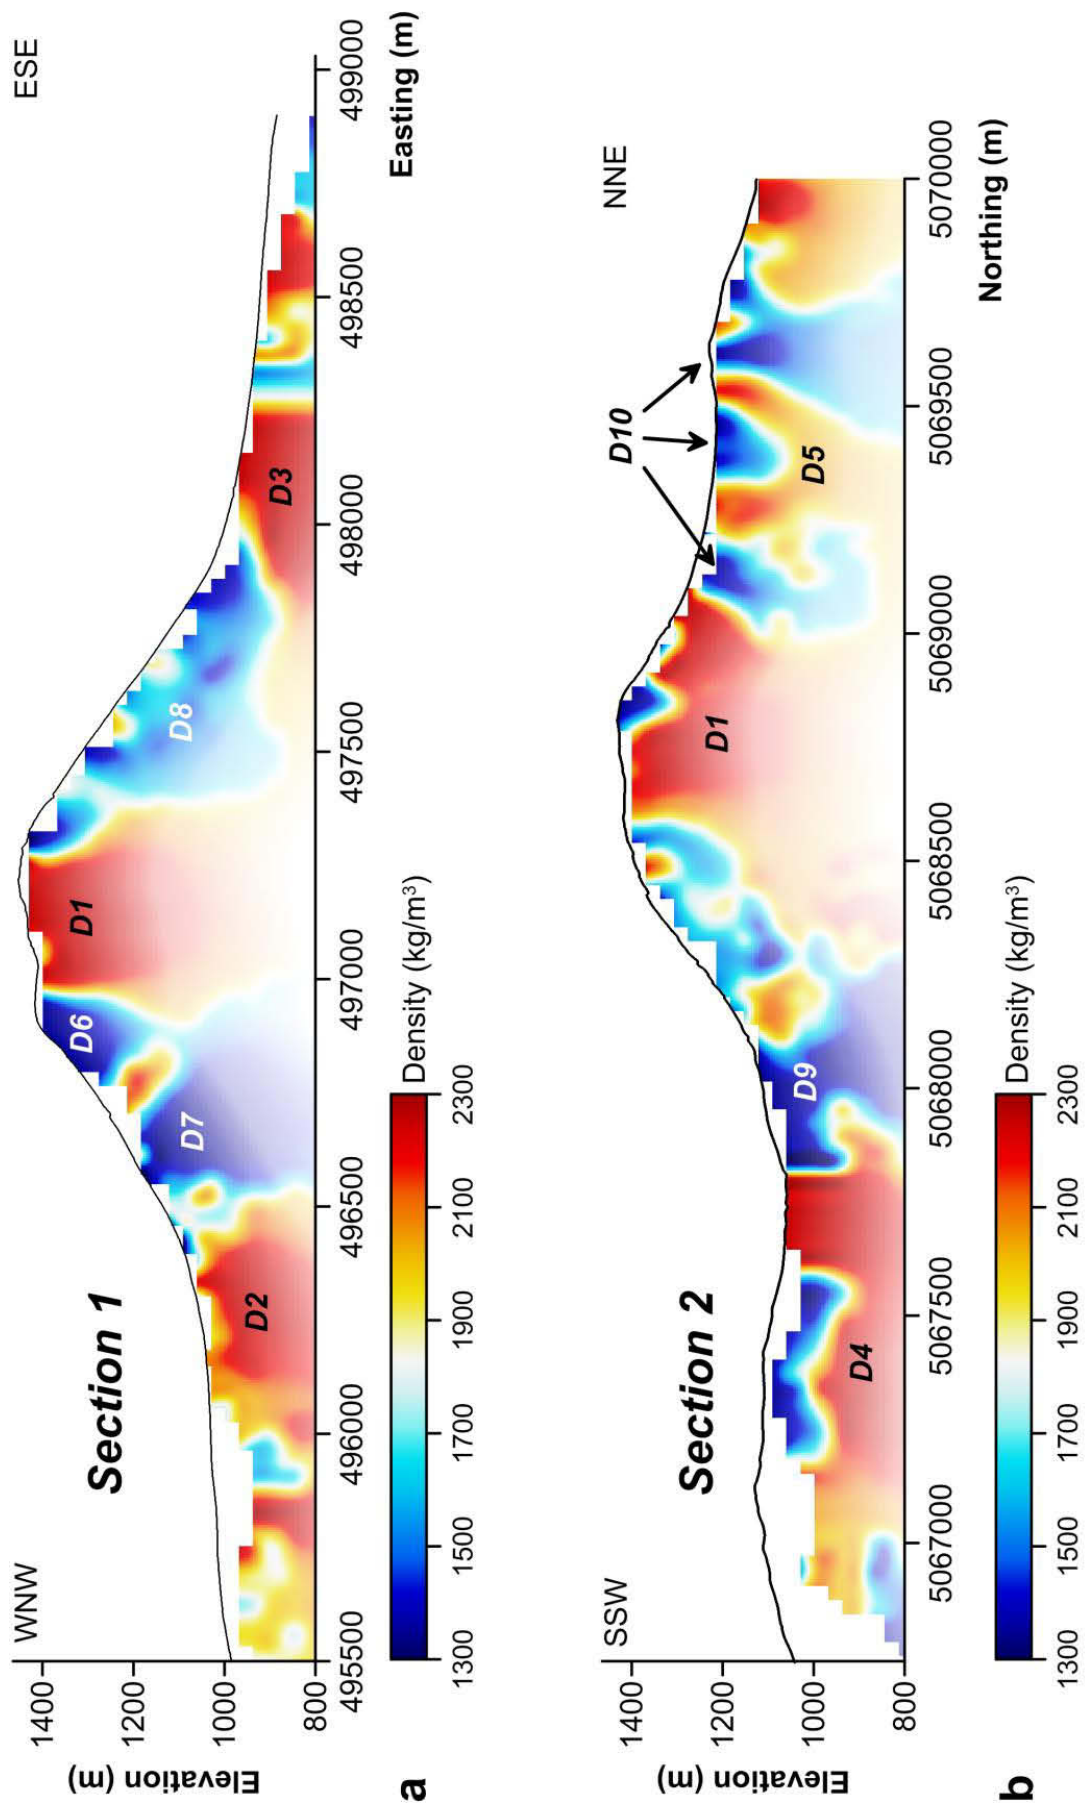 WNW
ESE
Section 1
1400
1200
1000
800
Elevation (m)
D6
D1
D7
D8
D2
D3
495500
496000
496500
497000
497500
498000
498500
499000
Easting (m)
1300
1500
1700
1900
2100
2300
Density (kg/m³)
a
SSW
NNE
Section 2
D10
1400
1200
1000
800
Elevation (m)
D1
D9
D5
D4
5067000
5067500
5068000
5068500
5069000
5069500
5070000
Northing (m)
1300
1500
1700
1900
2100
2300
Density (kg/m³)
b